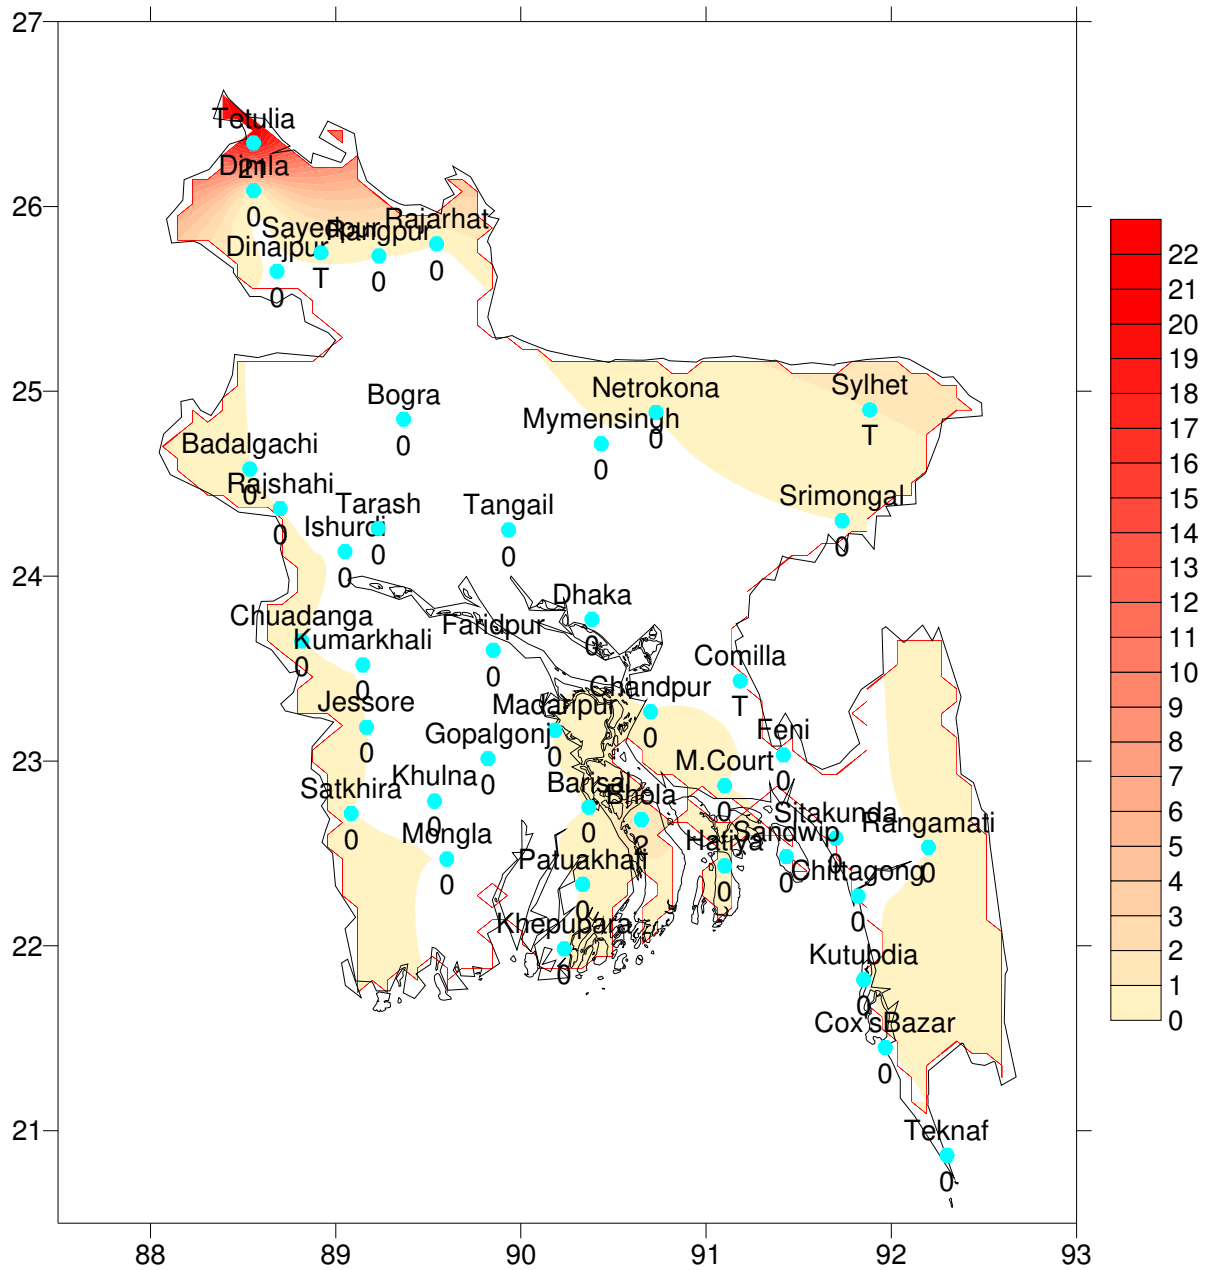 27
26
25
24
23
22
21
88
89
90
91
92
93
Tetulia
21
Dimla
0
Sayedpur
T
Rangpur
0
Rajarhat
0
Dinajpur
0
Bogra
0
Netrokona
0
Mymensingh
0
Sylhet
T
Badalgachi
0
Rajshahi
0
Tarash
0
Ishurdi
0
Tangail
0
Srimongal
0
Dhaka
0
Chuadanga
0
Kumarkhali
0
Faridpur
0
Comilla
T
Jessore
0
Madaripur
0
Chandpur
0
Gopalgonj
0
Feni
0
M.Court
0
Satkhira
0
Khulna
0
Barisal
0
Bhola
2
Sitakunda
0
Rangamati
0
Mongla
0
Hatiya
0
Sandwip
0
Patuakhali
0
Chittagong
0
Khepupara
0
Kutubdia
0
Cox'sBazar
0
Teknaf
0
22
21
20
19
18
17
16
15
14
13
12
11
10
9
8
7
6
5
4
3
2
1
0